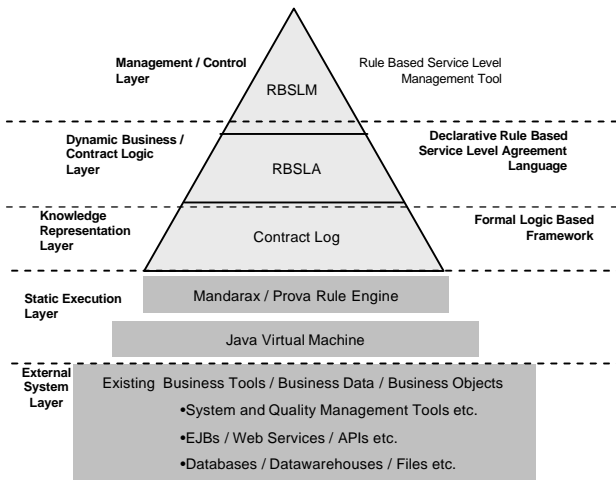 Management / Control
Layer
RBSLM
Rule Based Service Level
Management Tool
Dynamic Business /
Contract Logic
Layer
RBSLA
Declarative Rule Based
Service Level Agreement
Language
Knowledge
Representation
Layer
Contract Log
Formal Logic Based
Framework
Static Execution
Layer
Mandarax / Prova Rule Engine
Java Virtual Machine
External
System
Layer
Existing Business Tools / Business Data / Business Objects
•System and Quality Management Tools etc.
•EJBs / Web Services / APIs etc.
•Databases / Datawarehouses / Files etc.